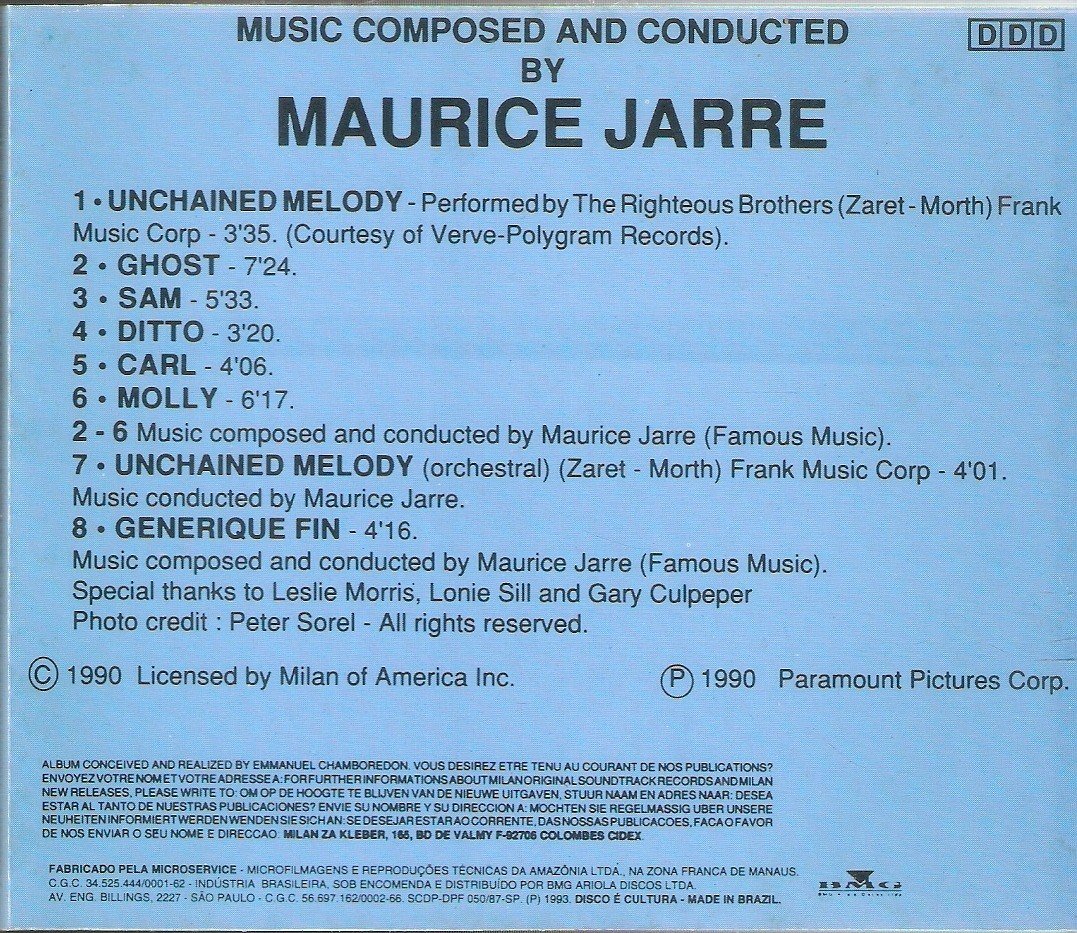 MUSIC COMPOSED AND CONDUCTED
DDD
BY
MAURICE JARRE
1 • UNCHAINED MELODY - Performed by The Righteous Brothers (Zaret - Morth) Frank
Music Corp - 3'35. (Courtesy of Verve-Polygram Records).
2 • GHOST - 7'24.
3 • SAM - 5'33.
4 • DITTO - 3'20.
5 • CARL - 4'06.
6 • MOLLY - 6'17.
2 - 6 Music composed and conducted by Maurice Jarre (Famous Music).
7 • UNCHAINED MELODY (orchestral) (Zaret - Morth) Frank Music Corp - 4'01.
Music conducted by Maurice Jarre.
8 • GENERIQUE FIN - 4'16.
Music composed and conducted by Maurice Jarre (Famous Music).
Special thanks to Leslie Morris, Lonie Sill and Gary Culpeper
Photo credit : Peter Sorel - All rights reserved.
© 1990 Licensed by Milan of America Inc.
℗ 1990 Paramount Pictures Corp.
ALBUM CONCEIVED AND REALIZED BY EMMANUEL CHAMBOREDON. VOUS DESIREZ ETRE TENU AU COURANT DE NOS PUBLICATIONS?
ENVOYEZ VOTRE NOM ET VOTRE ADRESSE A: FOR FURTHER INFORMATIONS ABOUT MILAN ORIGINAL SOUNDTRACK RECORDS AND MILAN
NEW RELEASES, PLEASE WRITE TO: OM OP DE HOOGTE TE BLIJVEN VAN DE NIEUWE UITGAVEN, STUUR NAAM EN ADRES NAAR: DESEA
ESTAR AL TANTO DE NUESTRAS PUBLICACIONES? ENVIE SU NOMBRE Y SU DIRECCION A: MOCHTEN SIE REGELMASSIG UBER UNSERE
NEUHEITEN INFORMIERT WERDEN WENDEN SIE SICH AN: SE DESEJAR ESTAR AO CORRENTE, DAS NOSSAS PUBLICACOES, FACA O FAVOR
DE NOS ENVIAR O SEU NOME E DIRECCAO: MILAN ZA KLEBER, 165, BD DE VALMY F-92706 COLOMBES CIDEX
FABRICADO PELA MICROSERVICE - MICROFILMAGENS E REPRODUÇÕES TÉCNICAS DA AMAZÔNIA LTDA., NA ZONA FRANCA DE MANAUS.
C.G.C. 34.525.444/0001-62 - INDÚSTRIA BRASILEIRA, SOB ENCOMENDA E DISTRIBUÍDO POR BMG ARIOLA DISCOS LTDA.
AV. ENG. BILLINGS, 2227 - SÃO PAULO - C.G.C. 56.697.162/0002-66. SCDP-DPF 050/87-SP. (P) 1993. DISCO É CULTURA - MADE IN BRAZIL.
BMG